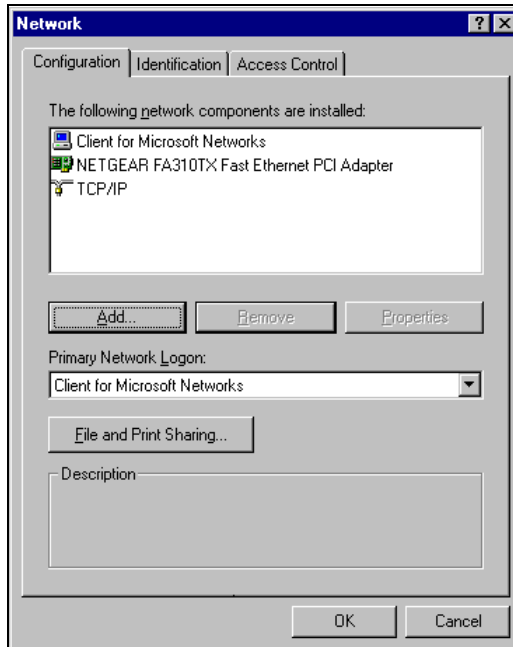 Network
Configuration Identification Access Control
The following network components are installed:
Client for Microsoft Networks
NETGEAR FA310TX Fast Ethernet PCI Adapter
TCP/IP
Add... Remove Properties
Primary Network Logon:
Client for Microsoft Networks
File and Print Sharing...
Description
OK Cancel